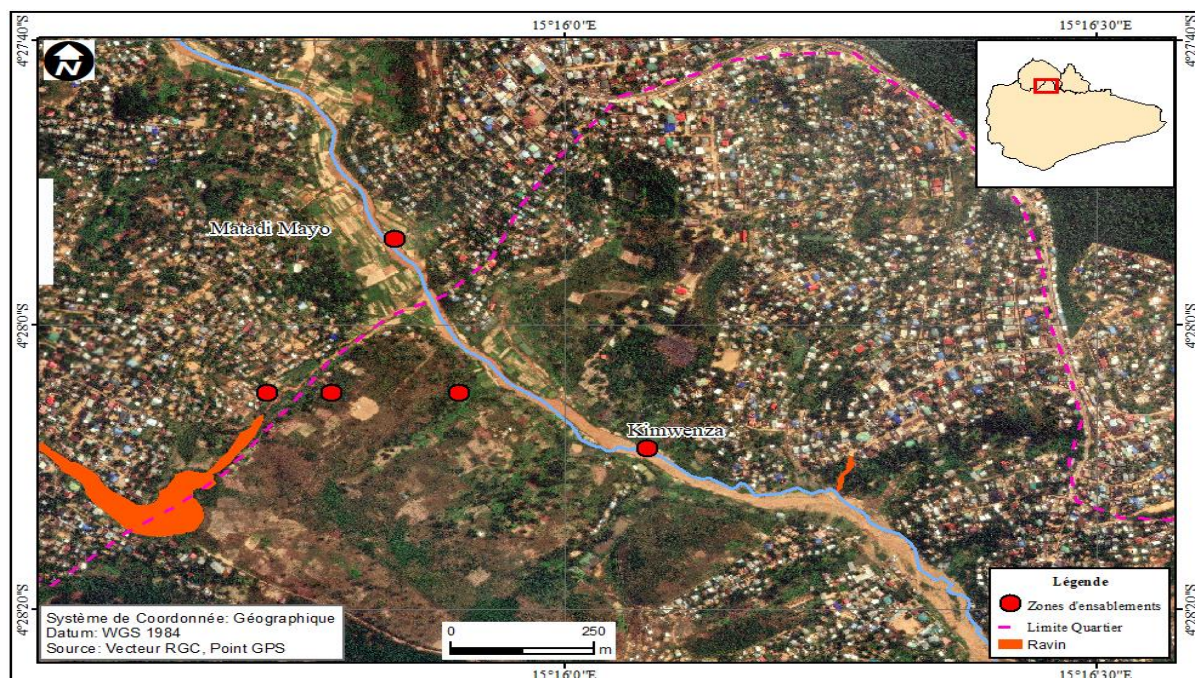 15°16'0"E
15°16'30"E
4°27'40"S
4°27'40"S
N
Matadi Mayo
4°28'0"S
4°28'0"S
Kimwenza
4°28'20"S
4°28'20"S
Système de Coordonnée: Géographique
Datum: WGS 1984
Source: Vecteur RGC, Point GPS
0 250
m
Légende
Zones d'ensablements
Limite Quartier
Ravin
15°16'0"E
15°16'30"E